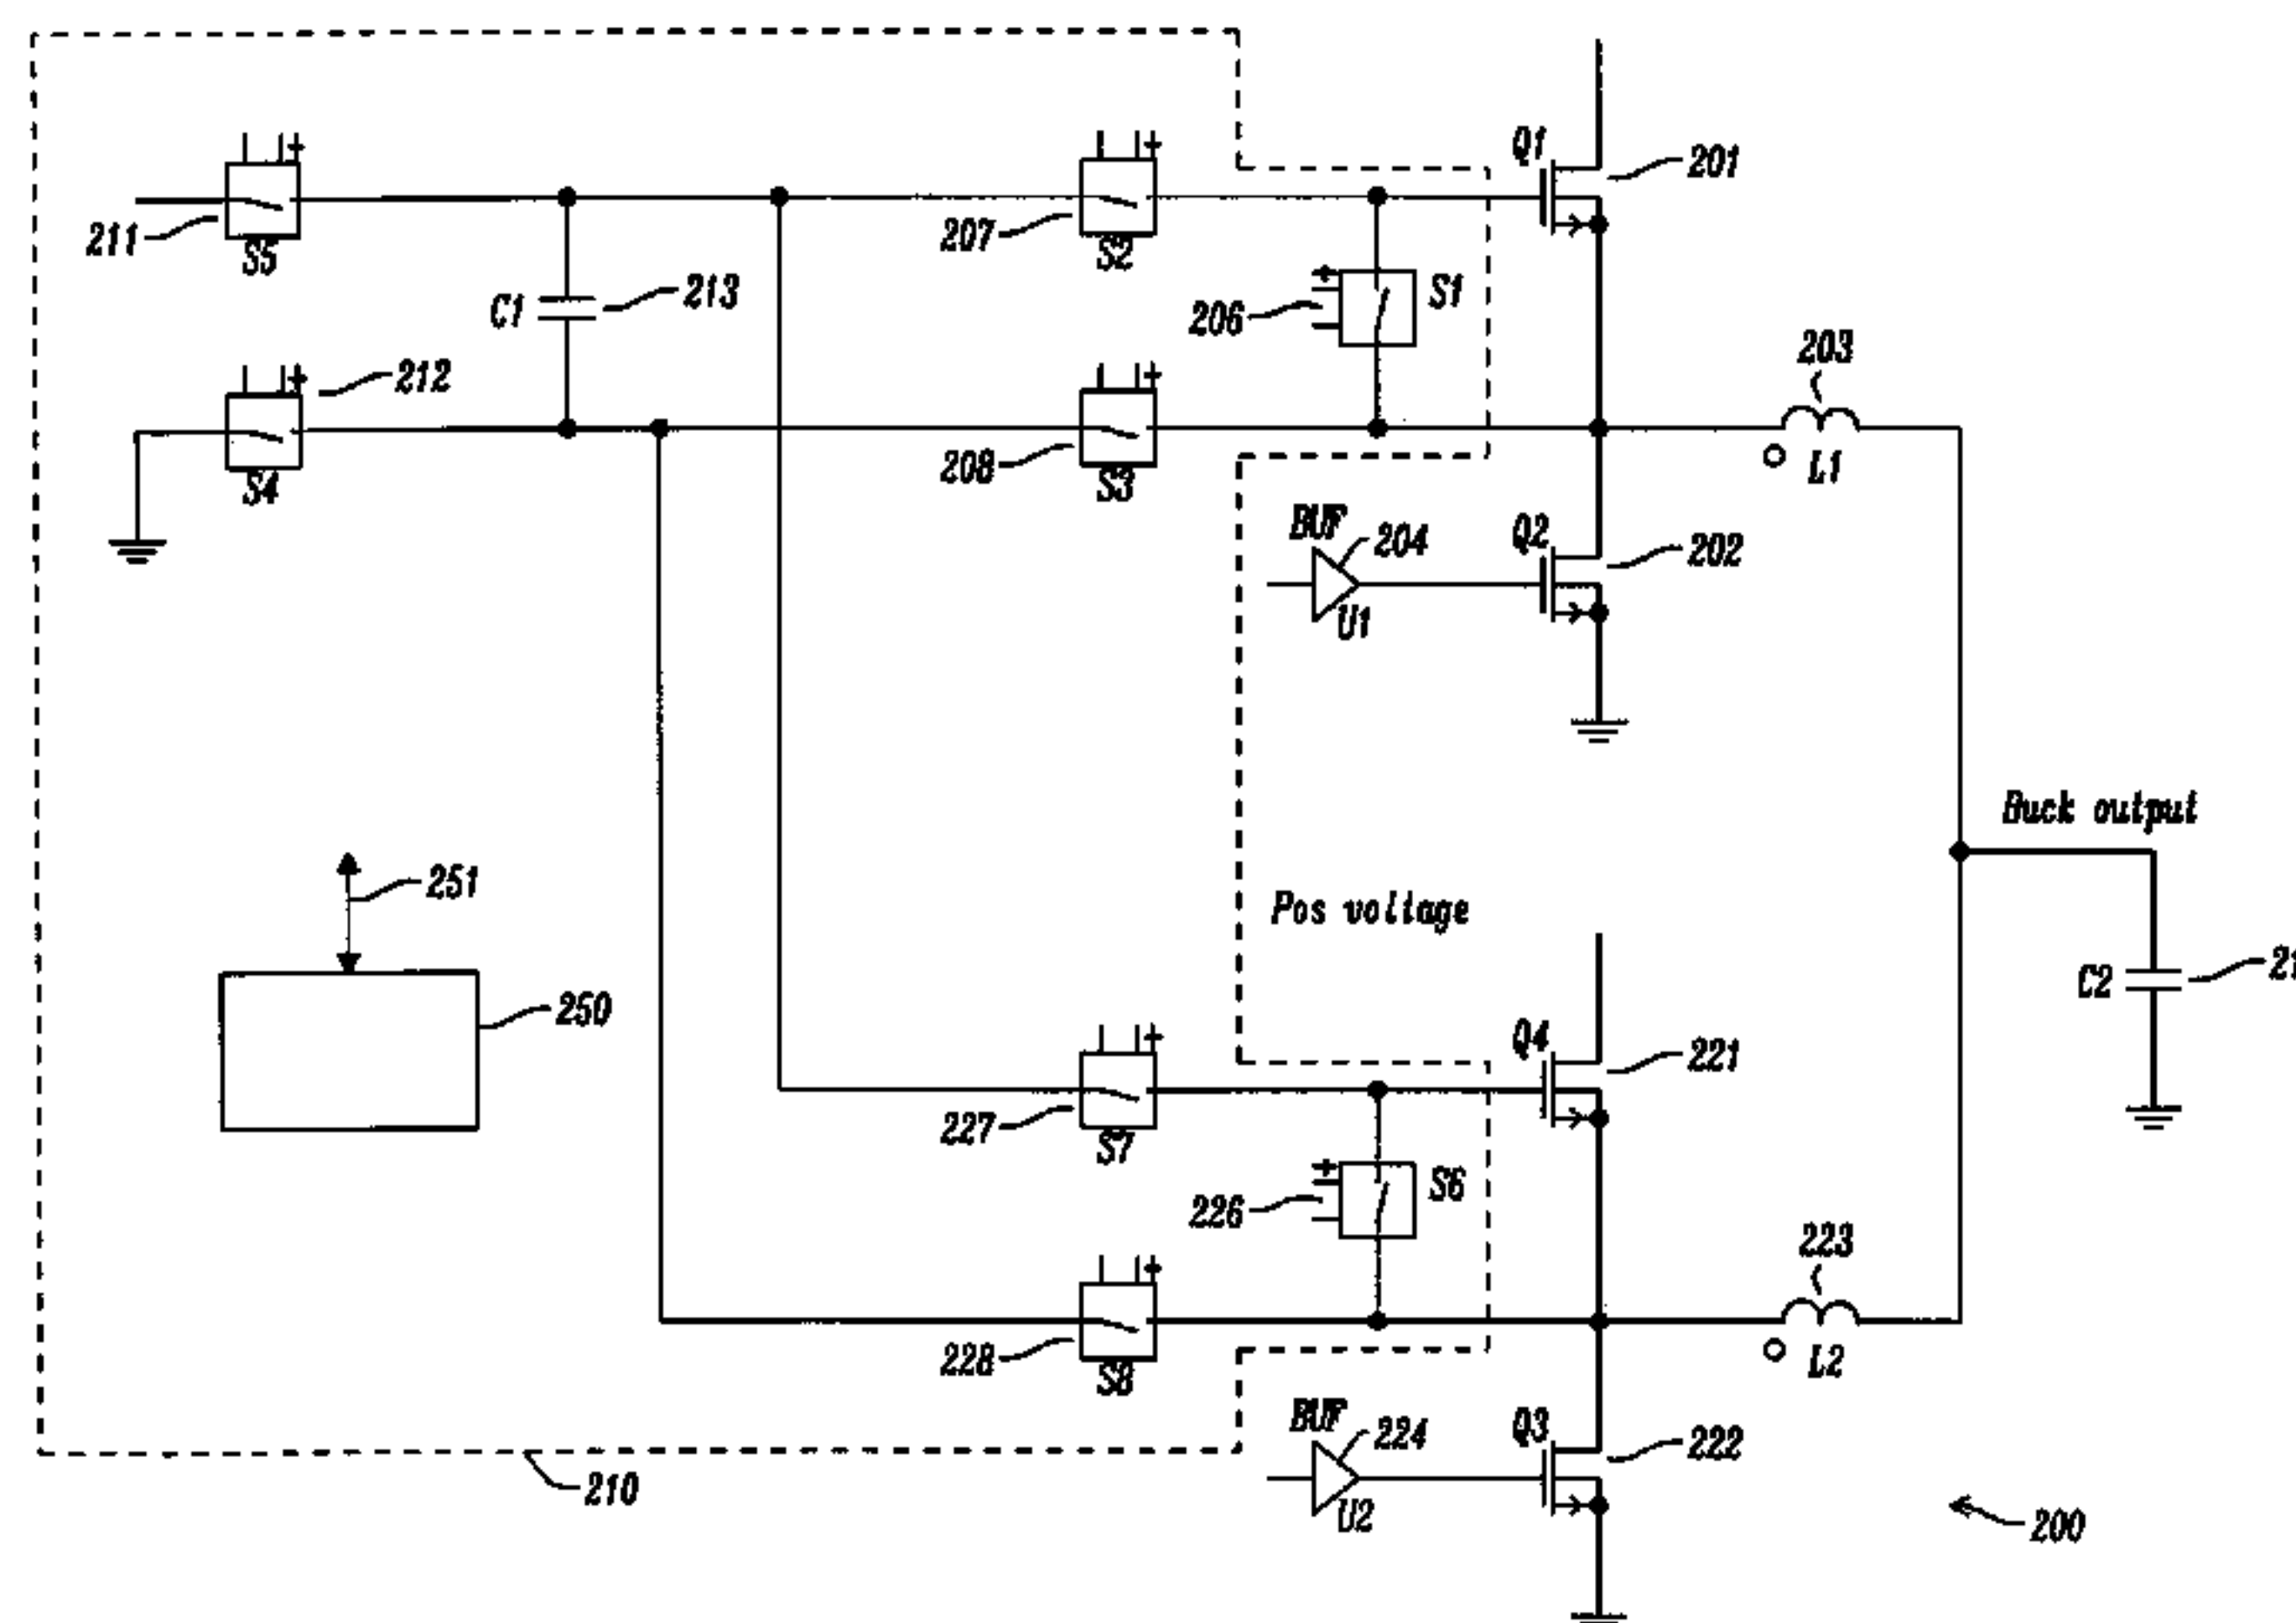 Q1
201
211
S5
207
S2
C1
213
206
S1
212
203
208
S3
L1
S4
BUF
204
Q2
202
U1
Buck output
251
Pos voltage
C2
250
Q4
221
227
S7
226
S6
223
228
S8
L2
BUF
224
Q3
222
210
U2
200